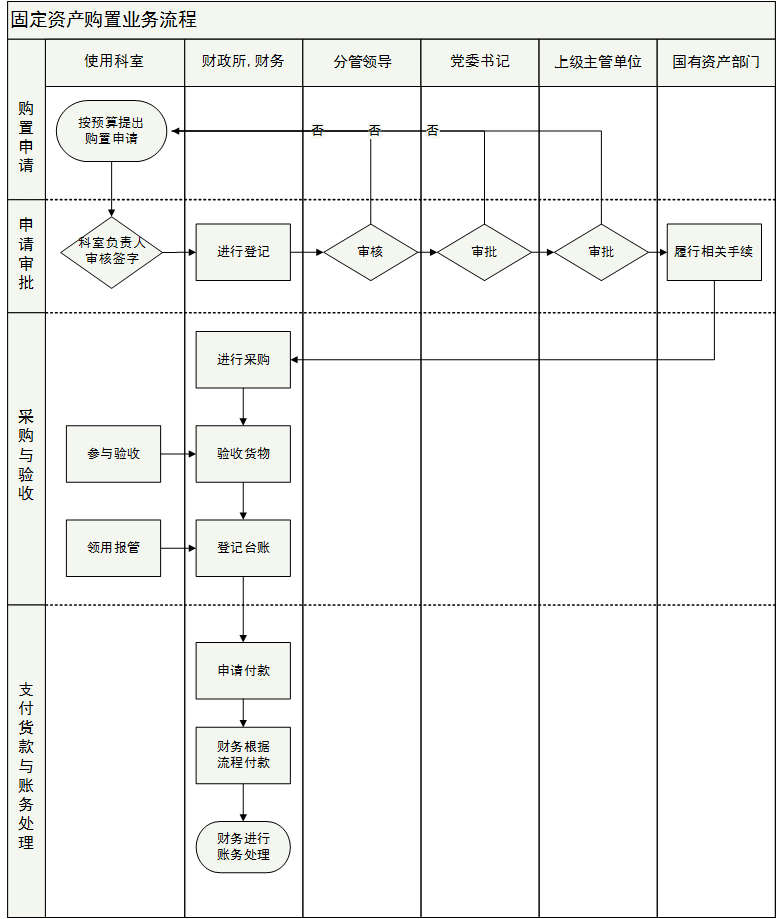 固定资产购置业务流程
使用科室
财政所, 财务
分管领导
党委书记
上级主管单位
国有资产部门
购置申请
按预算提出
购置申请
否
否
否
申请审批
科室负责人
审核签字
进行登记
审核
审批
审批
履行相关手续
采购与验收
进行采购
参与验收
验收货物
领用报管
登记台账
支付货款与账务处理
申请付款
财务根据
流程付款
财务进行
账务处理